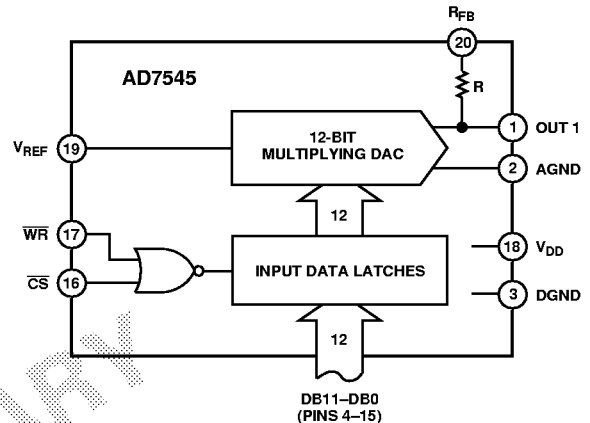 RFB
20
AD7545
R
12-BIT
MULTIPLYING DAC
1 OUT 1
VREF 19
2 AGND
12
WR 17
18 VDD
INPUT DATA LATCHES
CS 16
3 DGND
12
DB11–DB0
(PINS 4–15)